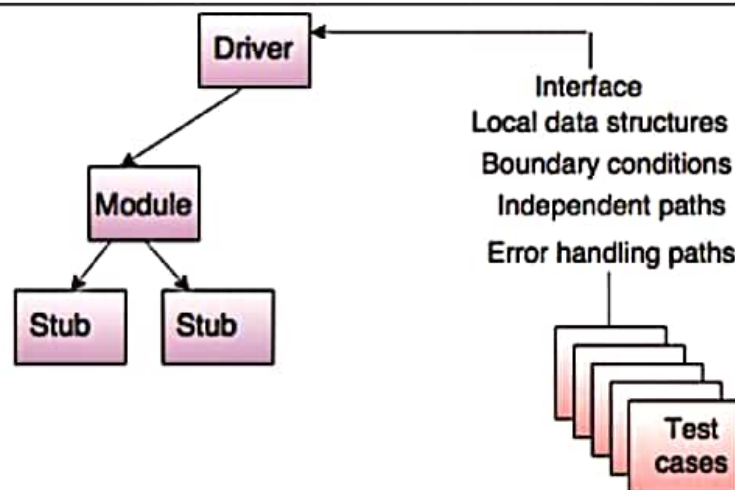 Driver
Interface
Local data structures
Boundary conditions
Module
Independent paths
Error handling paths
Stub
Stub
Test
cases